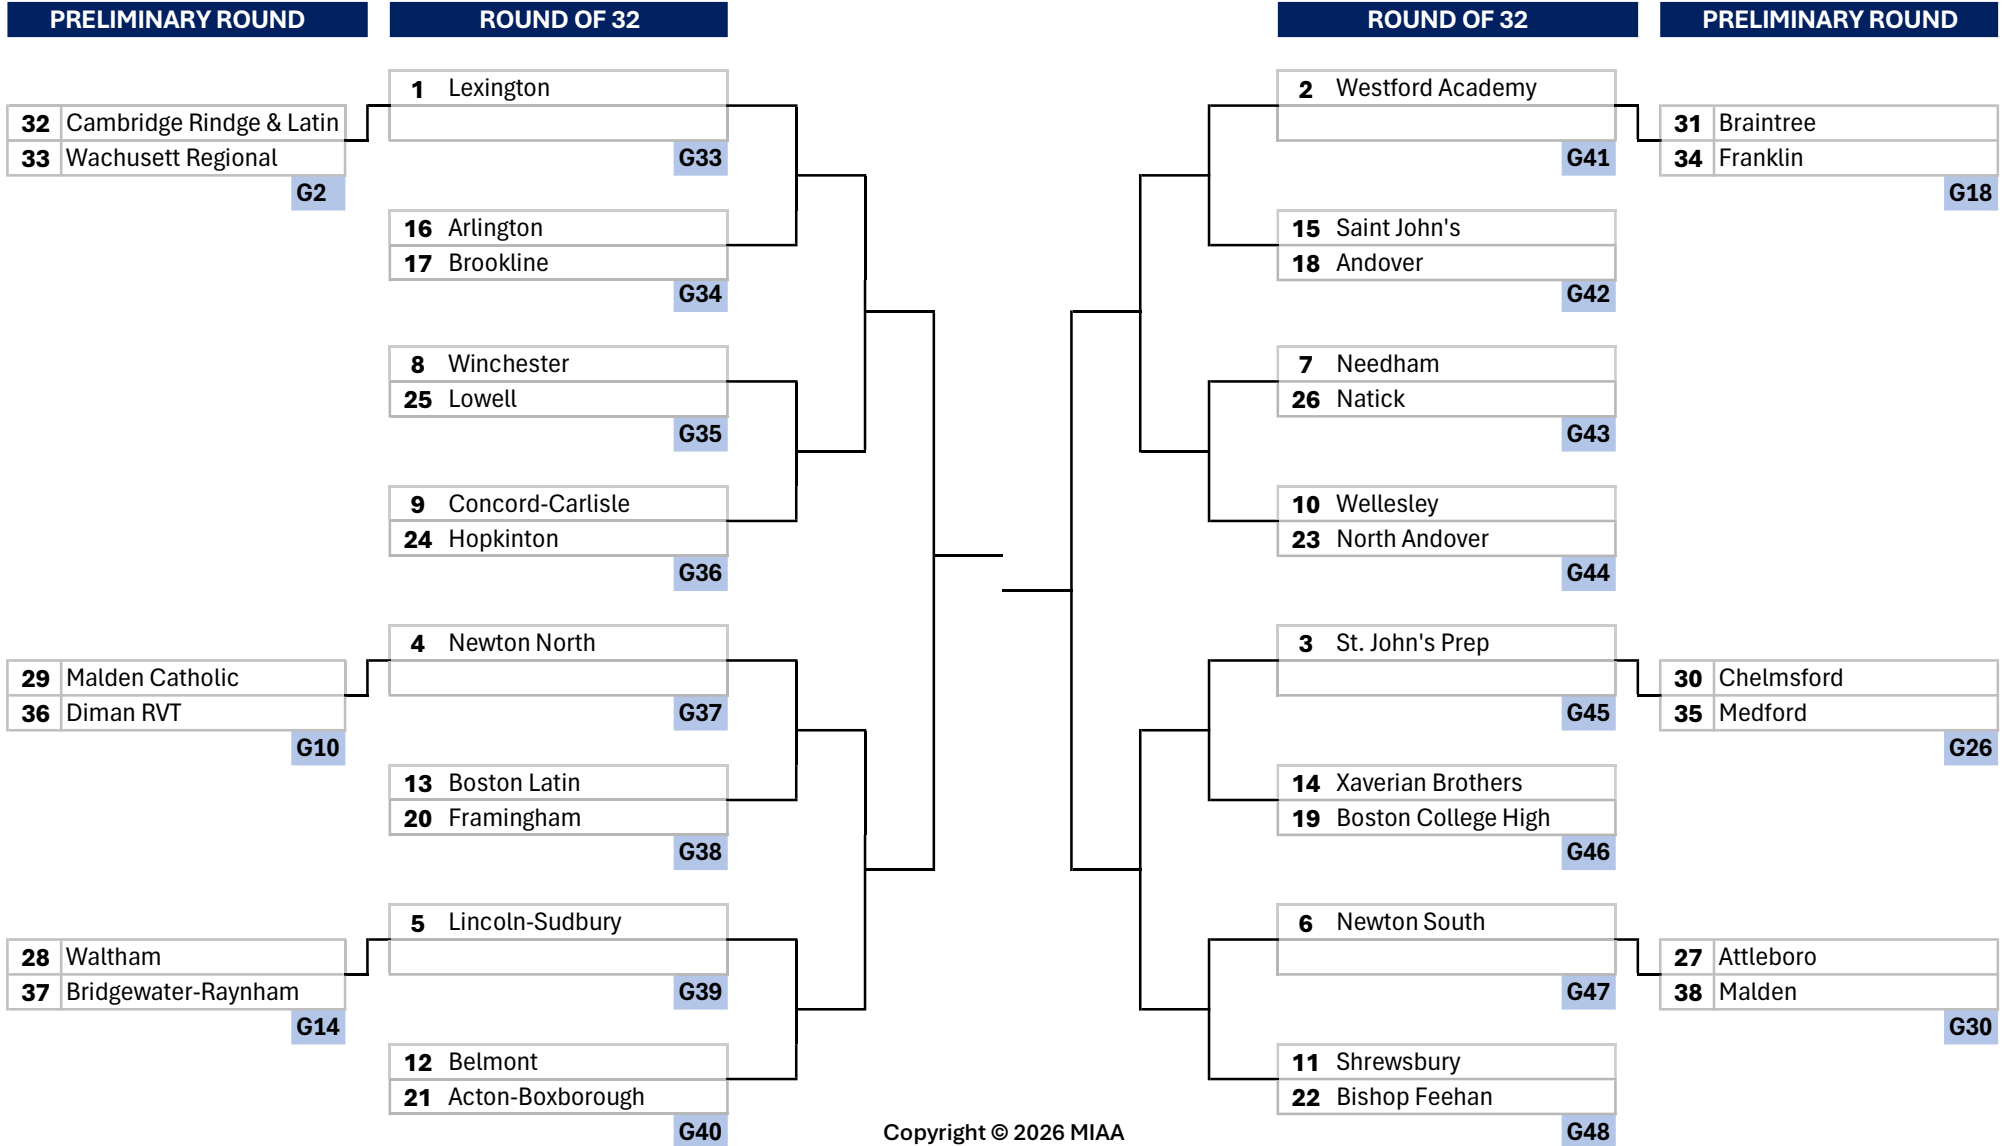 PRELIMINARY ROUND
ROUND OF 32
ROUND OF 32
PRELIMINARY ROUND
32 Cambridge Rindge & Latin
33 Wachusett Regional
G2
29 Malden Catholic
36 Diman RVT
G10
28 Waltham
37 Bridgewater-Raynham
G14
1 Lexington
G33
16 Arlington
17 Brookline
G34
8 Winchester
25 Lowell
G35
9 Concord-Carlisle
24 Hopkinton
G36
4 Newton North
G37
13 Boston Latin
20 Framingham
G38
5 Lincoln-Sudbury
G39
12 Belmont
21 Acton-Boxborough
G40
2 Westford Academy
G41
15 Saint John's
18 Andover
G42
7 Needham
26 Natick
G43
10 Wellesley
23 North Andover
G44
3 St. John's Prep
G45
14 Xaverian Brothers
19 Boston College High
G46
6 Newton South
G47
11 Shrewsbury
22 Bishop Feehan
G48
31 Braintree
34 Franklin
G18
30 Chelmsford
35 Medford
G26
27 Attleboro
38 Malden
G30
Copyright © 2026 MIAA